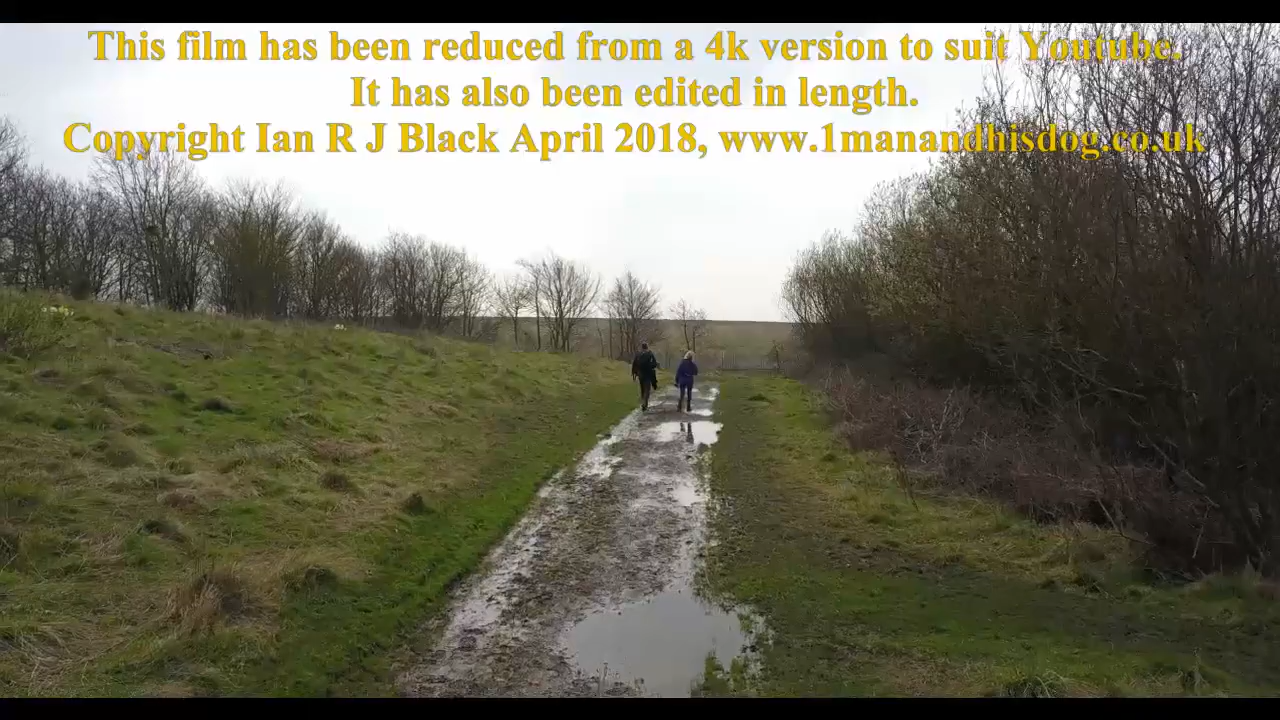 This film has been reduced from a 4k version to suit Youtube.
It has also been edited in length.
Copyright Ian R J Black April 2018, www.1manandhisdog.co.uk